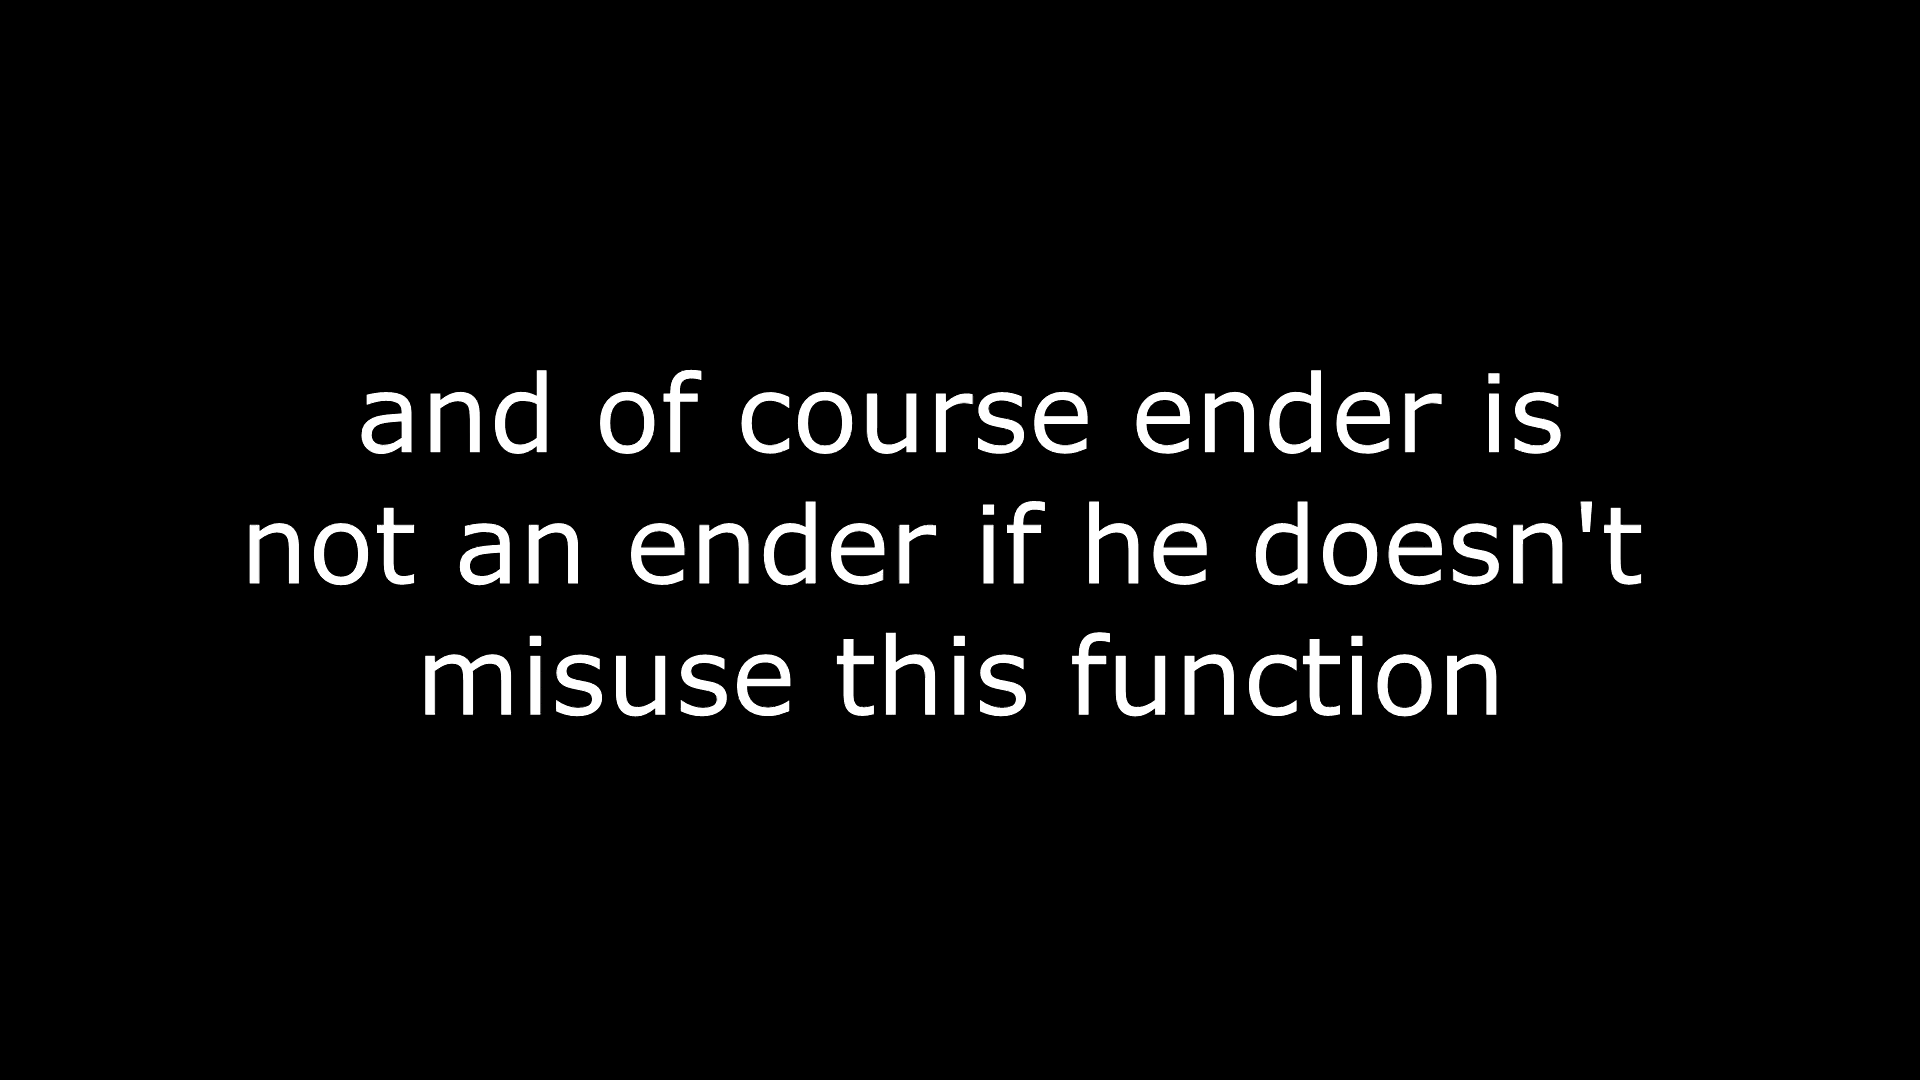 and of course ender is
not an ender if he doesn't
misuse this function